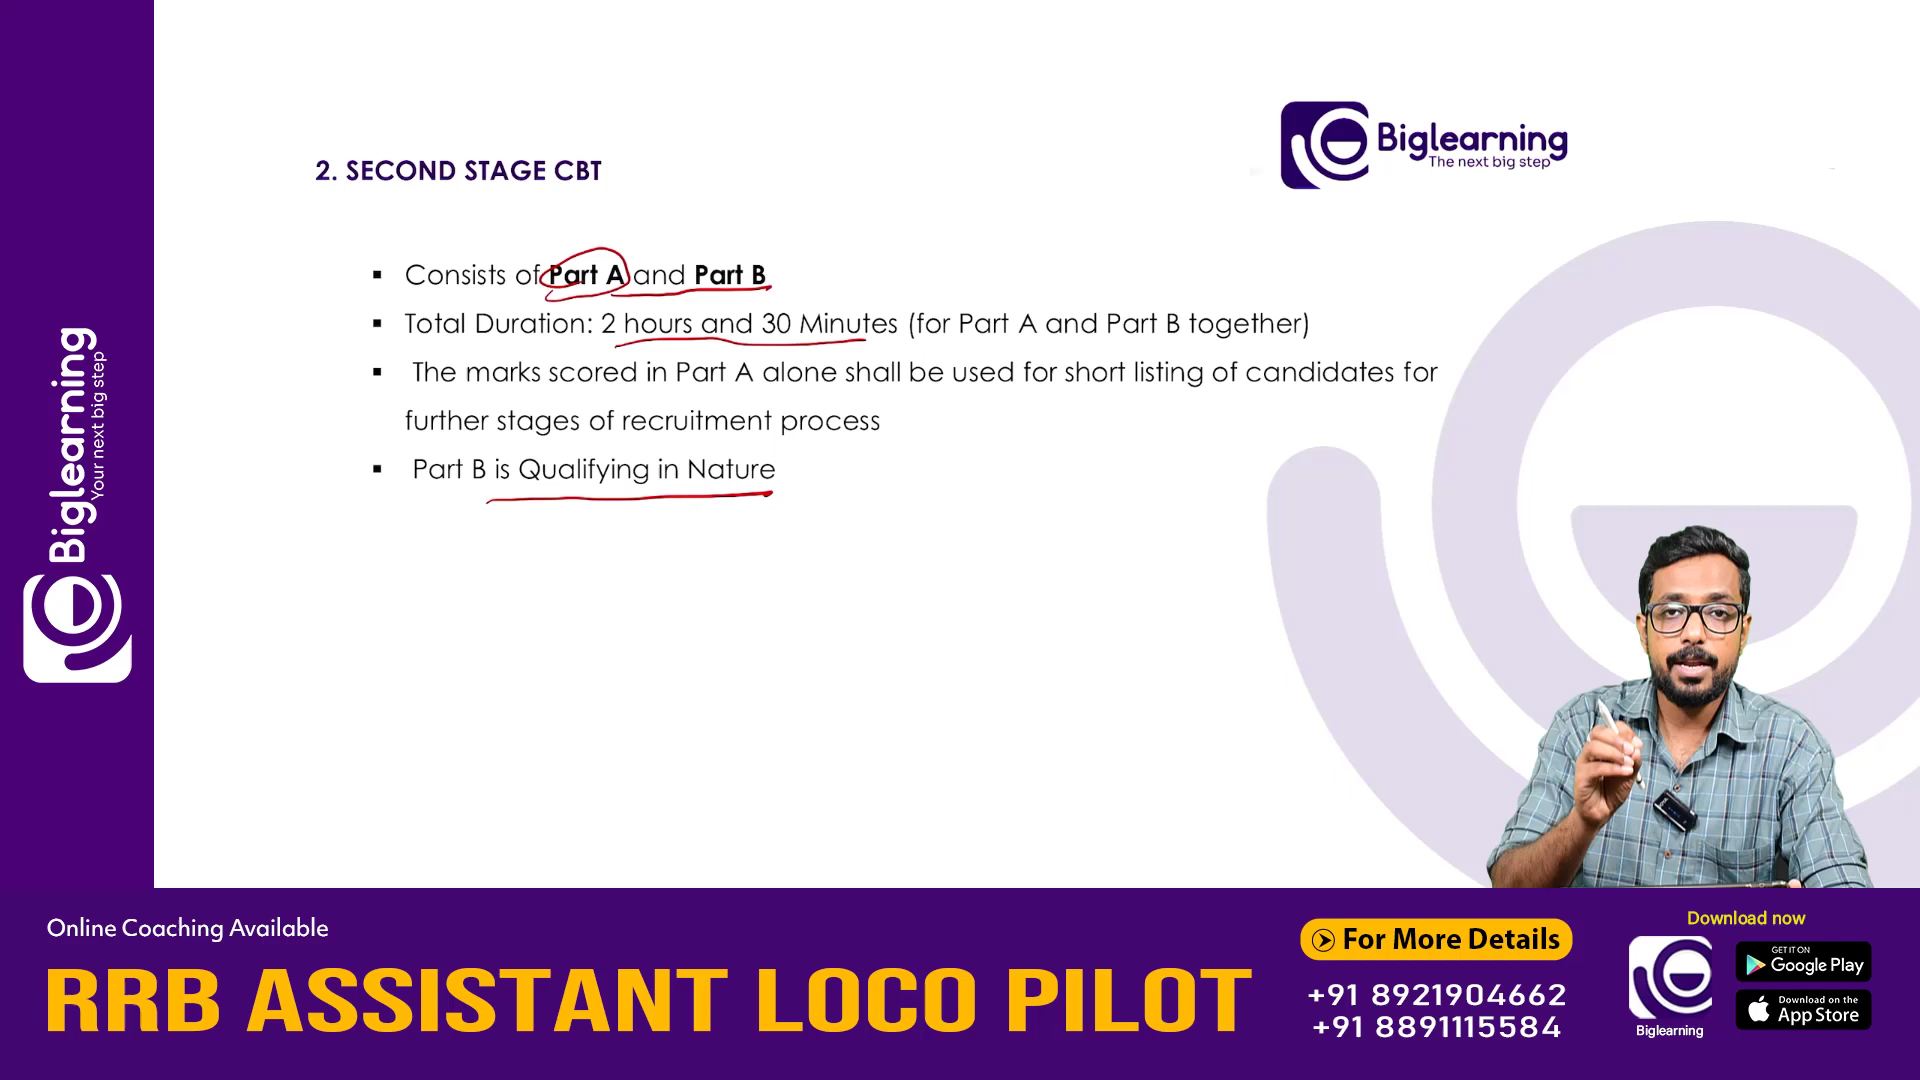 Biglearning
The next big step
2. SECOND STAGE CBT
▪ Consists of Part A and Part B
▪ Total Duration: 2 hours and 30 Minutes (for Part A and Part B together)
▪ The marks scored in Part A alone shall be used for short listing of candidates for
further stages of recruitment process
▪ Part B is Qualifying in Nature
Biglearning
Your next big step
Online Coaching Available
RRB ASSISTANT LOCO PILOT
For More Details
+91 8921904662
+91 8891115584
Download now
Biglearning
GET IT ON
Google Play
Download on the
App Store